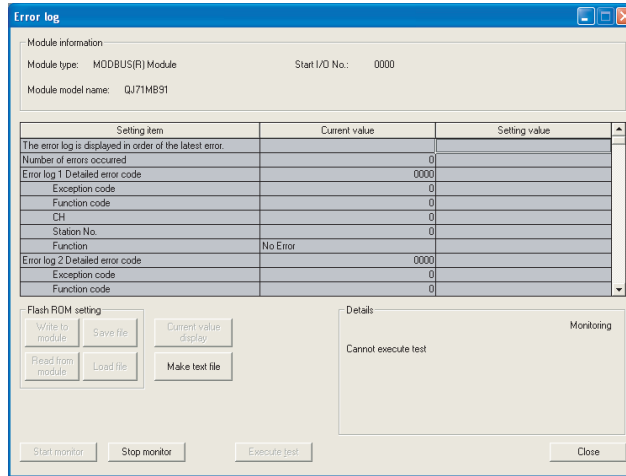 Error log
Module information
Module type: MODBUS(R) Module Start I/O No.: 0000
Module model name: QJ71MB91
Setting item Current value Setting value
The error log is displayed in order of the latest error.
Number of errors occurred 0
Error log 1 Detailed error code 0000
Exception code 0
Function code 0
CH 0
Station No. 0
Function No Error
Error log 2 Detailed error code 0000
Exception code 0
Function code 0
Flash ROM setting
Write to module Save file Current value display
Read from module Load file Make text file
Details
Monitoring
Cannot execute test
Start monitor Stop monitor Execute test Close